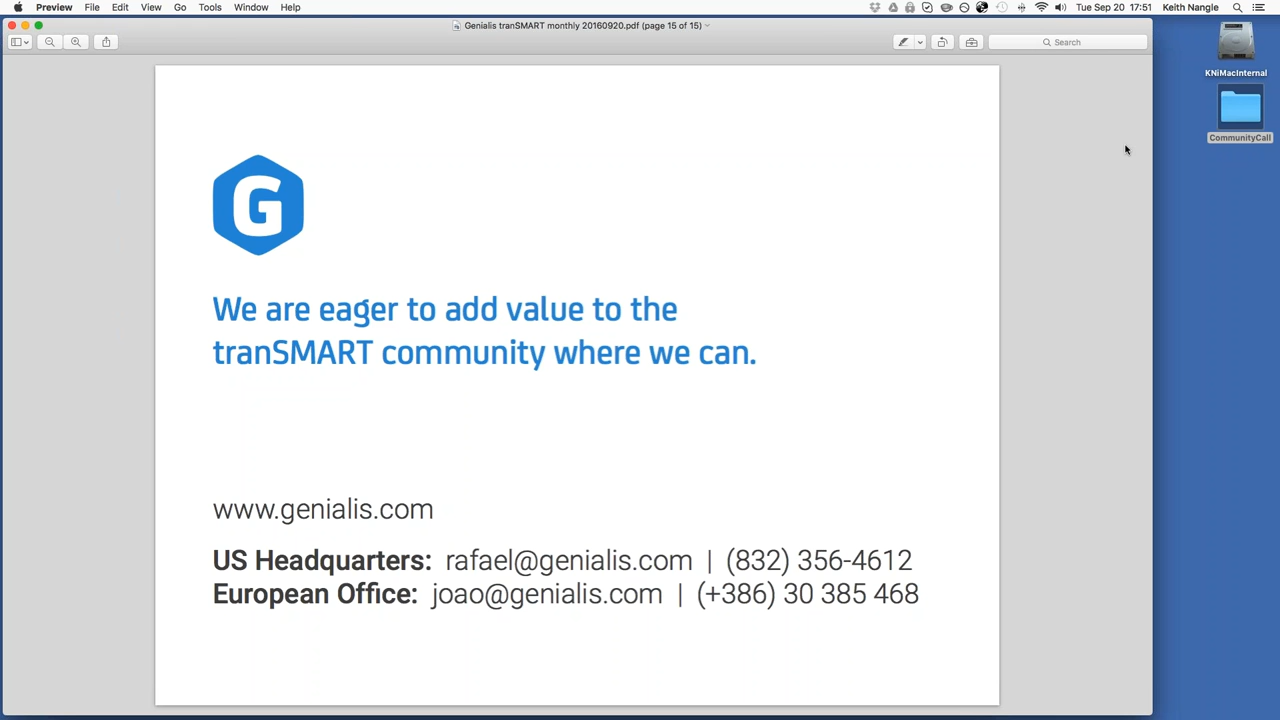 Preview File Edit View Go Tools Window Help Tue Sep 20 17:51 Keith Nangle
Genialis tranSMART monthly 20160920.pdf (page 15 of 15)
Search
KNiMacInternal
CommunityCall
G
We are eager to add value to the
tranSMART community where we can.
www.genialis.com
US Headquarters: rafael@genialis.com | (832) 356-4612
European Office: joao@genialis.com | (+386) 30 385 468